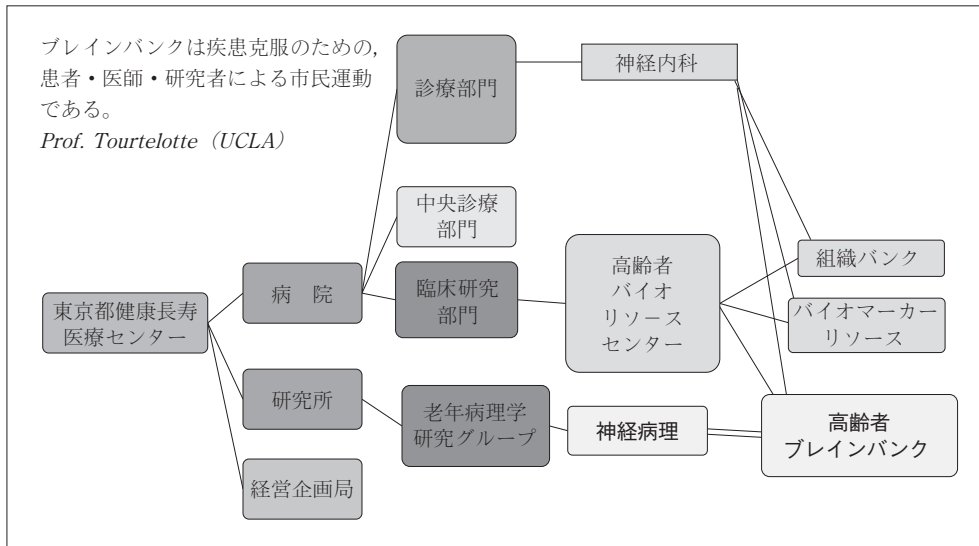 ブレインバンクは疾患克服のための,
患者・医師・研究者による市民運動
である。
Prof. Tourtelotte (UCLA)
診療部門
神経内科
中央診療
部門
臨床研究
部門
高齢者
バイオ
リソース
センター
組織バンク
バイオマーカー
リソース
東京都健康長寿
医療センター
病 院
研究所
老年病理学
研究グループ
神経病理
高齢者
ブレインバンク
経営企画局